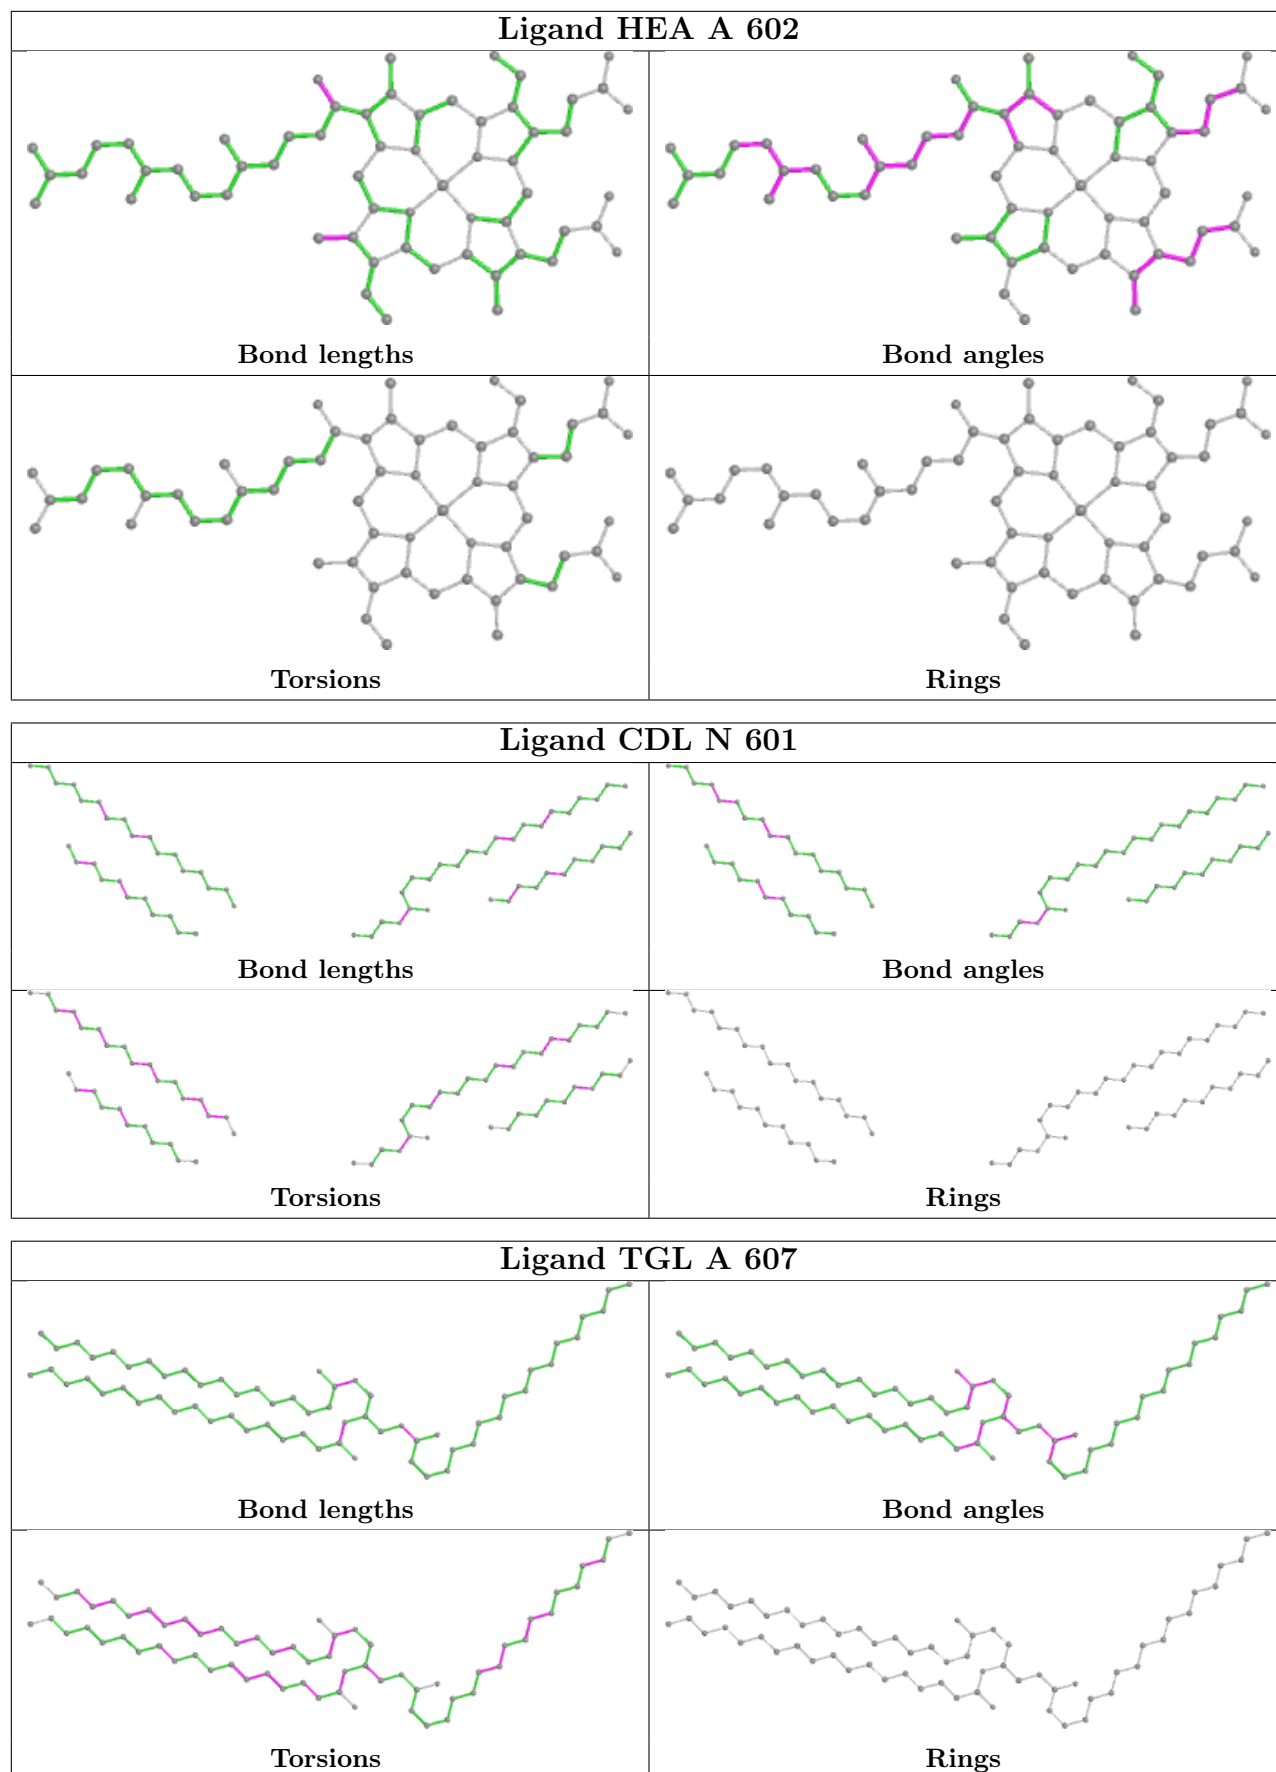 Ligand HEA A 602
Bond lengths
Bond angles
Torsions
Rings
Ligand CDL N 601
Bond lengths
Bond angles
Torsions
Rings
Ligand TGL A 607
Bond lengths
Bond angles
Torsions
Rings